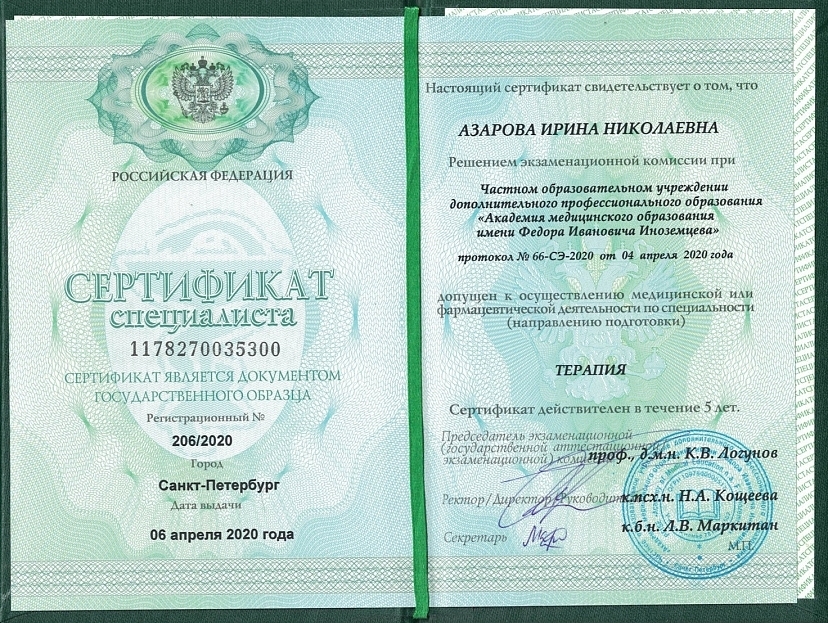 РОССИЙСКАЯ ФЕДЕРАЦИЯ
СЕРТИФИКАТ
специалиста
1178270035300
СЕРТИФИКАТ ЯВЛЯЕТСЯ ДОКУМЕНТОМ
ГОСУДАРСТВЕННОГО ОБРАЗЦА
Регистрационный №
206/2020
Город
Санкт-Петербург
Дата выдачи
06 апреля 2020 года
Настоящий сертификат свидетельствует о том, что
АЗАРОВА ИРИНА НИКОЛАЕВНА
Решением экзаменационной комиссии при
Частном образовательном учреждении
дополнительного профессионального образования
«Академия медицинского образования
имени Федора Ивановича Иноземцева»
протокол № 66-СЭ-2020 от 04 апреля 2020 года
допущен к осуществлению медицинской или
фармацевтической деятельности по специальности
(направлению подготовки)
ТЕРАПИЯ
Сертификат действителен в течение 5 лет.
Председатель экзаменационной
(государственной аттестационной
экзаменационной) проф., д.м.н. К.В. Логунов
Ректор/Директор/Руководитель к.псх.н. Н.А. Кощеева
к.б.н. Л.В. Маркитан
Секретарь
М.П.